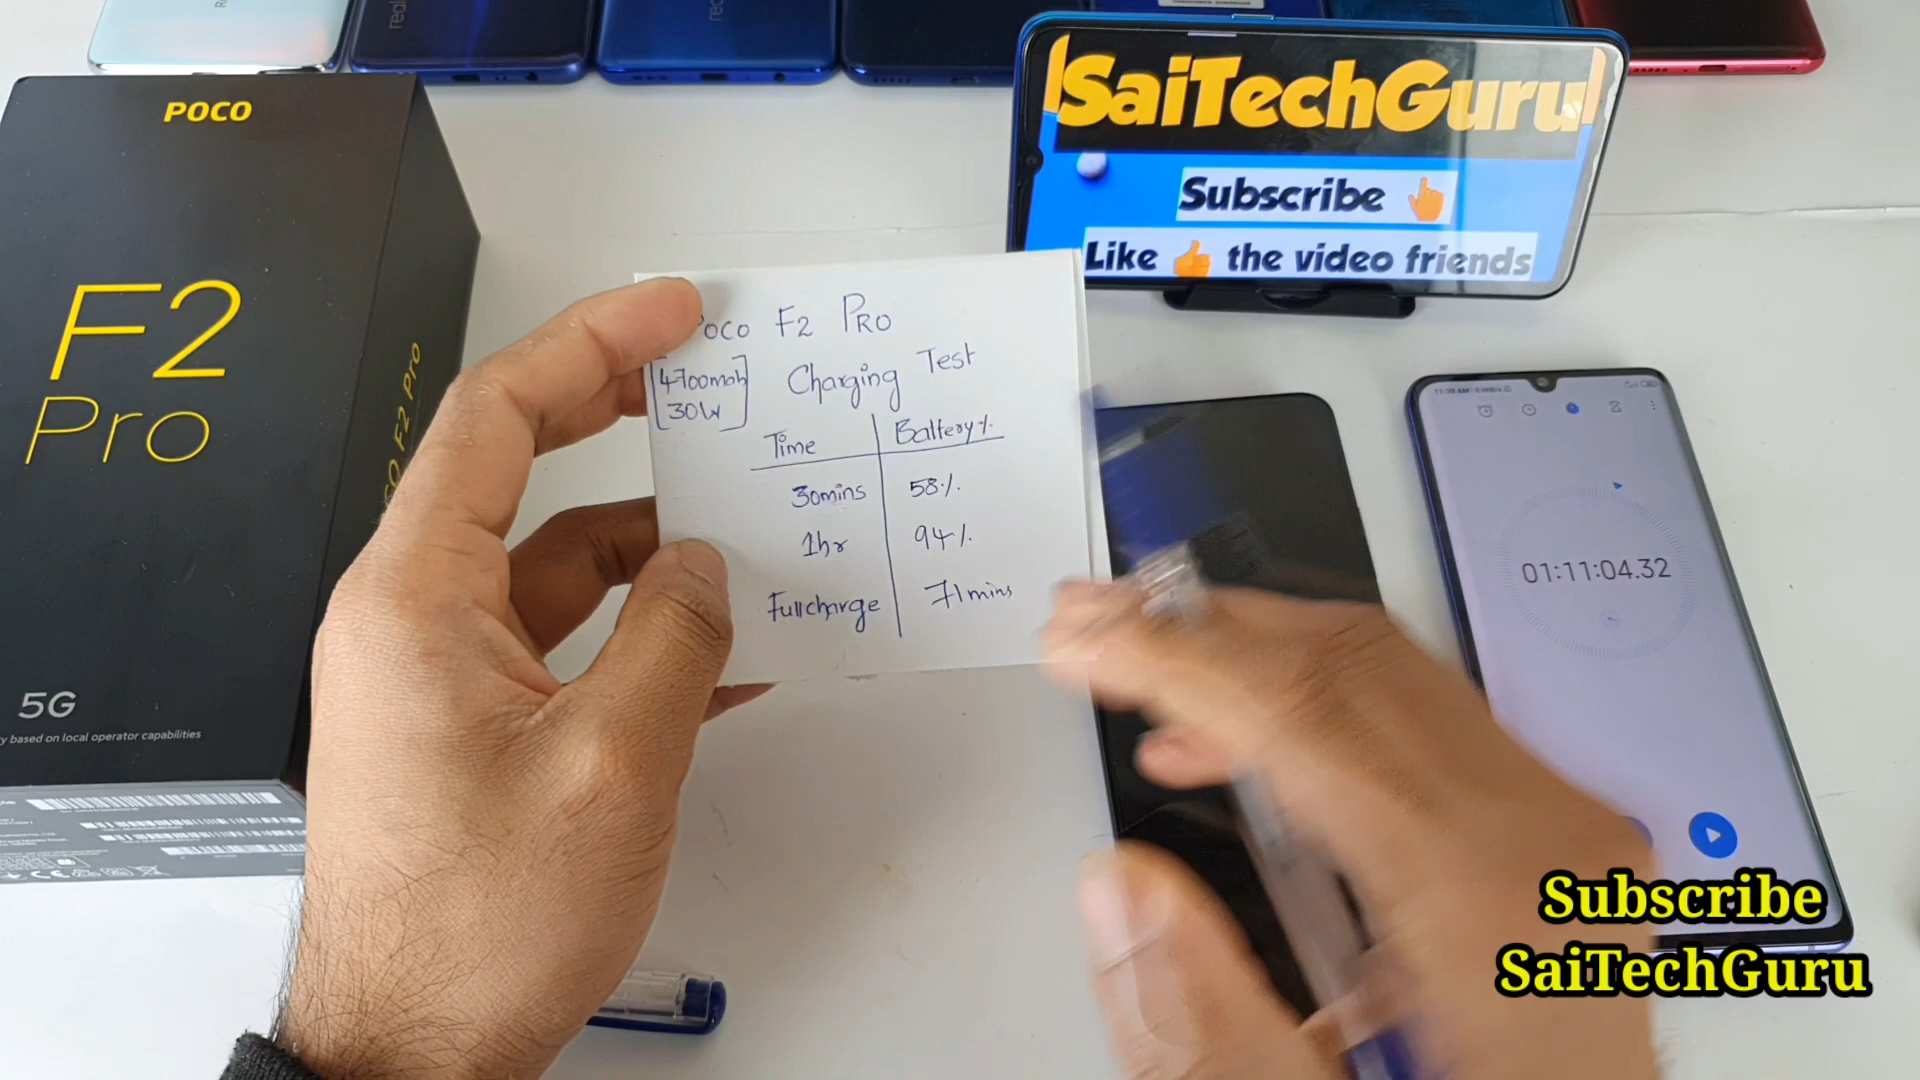 POCO
F2
Pro
5G
y based on local operator capabilities
F2 Pro
realme
SaiTechGuru
Subscribe 👆
Like 👍 the video friends
Poco F2 Pro
Charging Test
4700mah
30W
Time Battery%
30mins 58%
1hr 94%
Fullcharge 71mins
01:11:04.32
Subscribe
SaiTechGuru